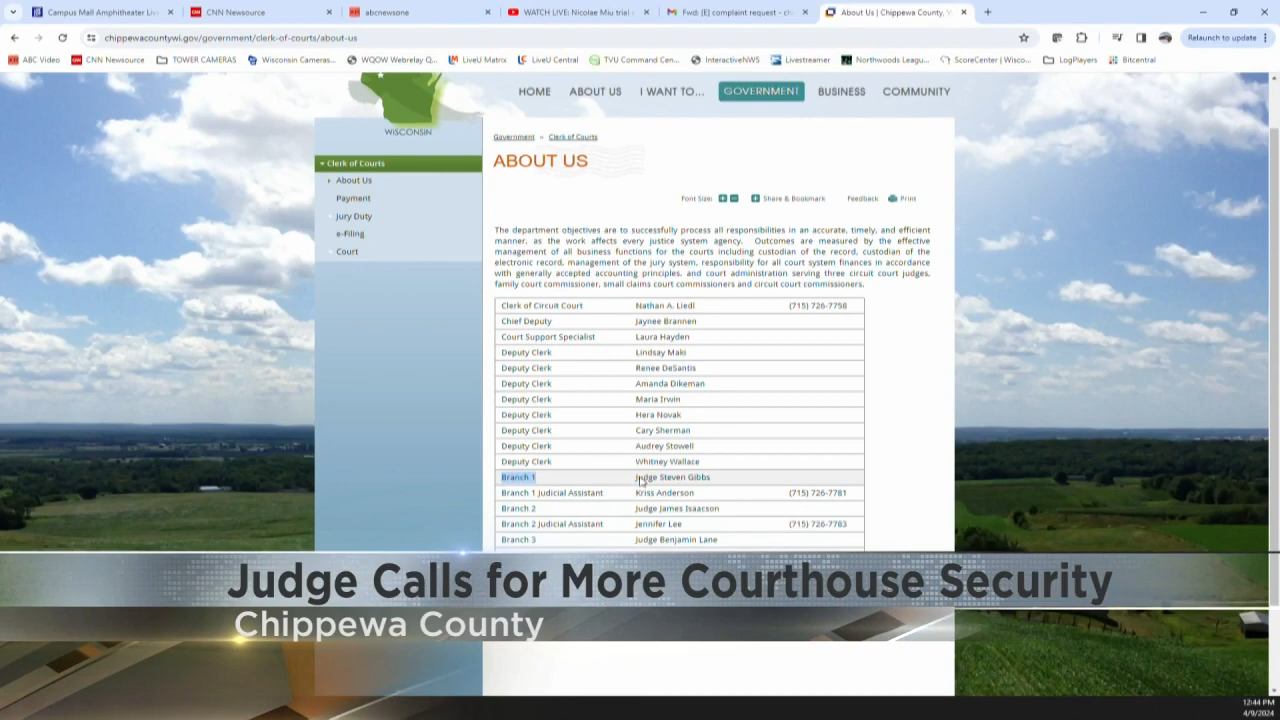 Campus Mall Amphitheater Liv
CNN Newsource
abcnewsone
WATCH LIVE: Nicolae Miu trial
Fwd: [E] complaint request - ch
About Us | Chippewa County, 
chippewacountywi.gov/government/clerk-of-courts/about-us
Relaunch to update
ABC Video
CNN Newsource
TOWER CAMERAS
Wisconsin Cameras...
WQOW Webrelay Q...
LiveU Matrix
LiveU Central
TVU Command Cen...
InteractiveNWS
Livestreamer
Northwoods Leagu...
ScoreCenter | Wisco...
LogPlayers
Bitcentral
HOME
ABOUT US
I WANT TO...
GOVERNMENT
BUSINESS
COMMUNITY
WISCONSIN
Clerk of Courts
About Us
Payment
Jury Duty
e-Filing
Court
Government » Clerk of Courts
ABOUT US
Font Size:
Share & Bookmark
Feedback
Print
The department objectives are to successfully process all responsibilities in an accurate, timely, and efficient
manner, as the work affects every justice system agency. Outcomes are measured by the effective
management of all business functions for the courts including custodian of the record, custodian of the
electronic record, management of the jury system, responsibility for all court system finances in accordance
with generally accepted accounting principles, and court administration serving three circuit court judges,
family court commissioner, small claims court commissioners and circuit court commissioners.
Clerk of Circuit Court Nathan A. Liedl (715) 726-7758
Chief Deputy Jaynee Brannen
Court Support Specialist Laura Hayden
Deputy Clerk Lindsay Maki
Deputy Clerk Renee DeSantis
Deputy Clerk Amanda Dikeman
Deputy Clerk Maria Irwin
Deputy Clerk Hera Novak
Deputy Clerk Cary Sherman
Deputy Clerk Audrey Stowell
Deputy Clerk Whitney Wallace
Branch 1 Judge Steven Gibbs
Branch 1 Judicial Assistant Kriss Anderson (715) 726-7781
Branch 2 Judge James Isaacson
Branch 2 Judicial Assistant Jennifer Lee (715) 726-7783
Branch 3 Judge Benjamin Lane
Judge Calls for More Courthouse Security
Chippewa County
12:44 PM
4/9/2024